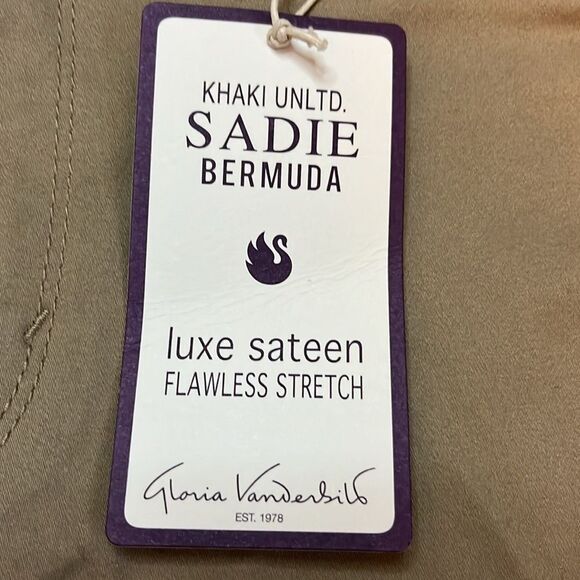 KHAKI UNLTD.
SADIE
BERMUDA
luxe sateen
FLAWLESS STRETCH
Gloria Vanderbilt
EST. 1978